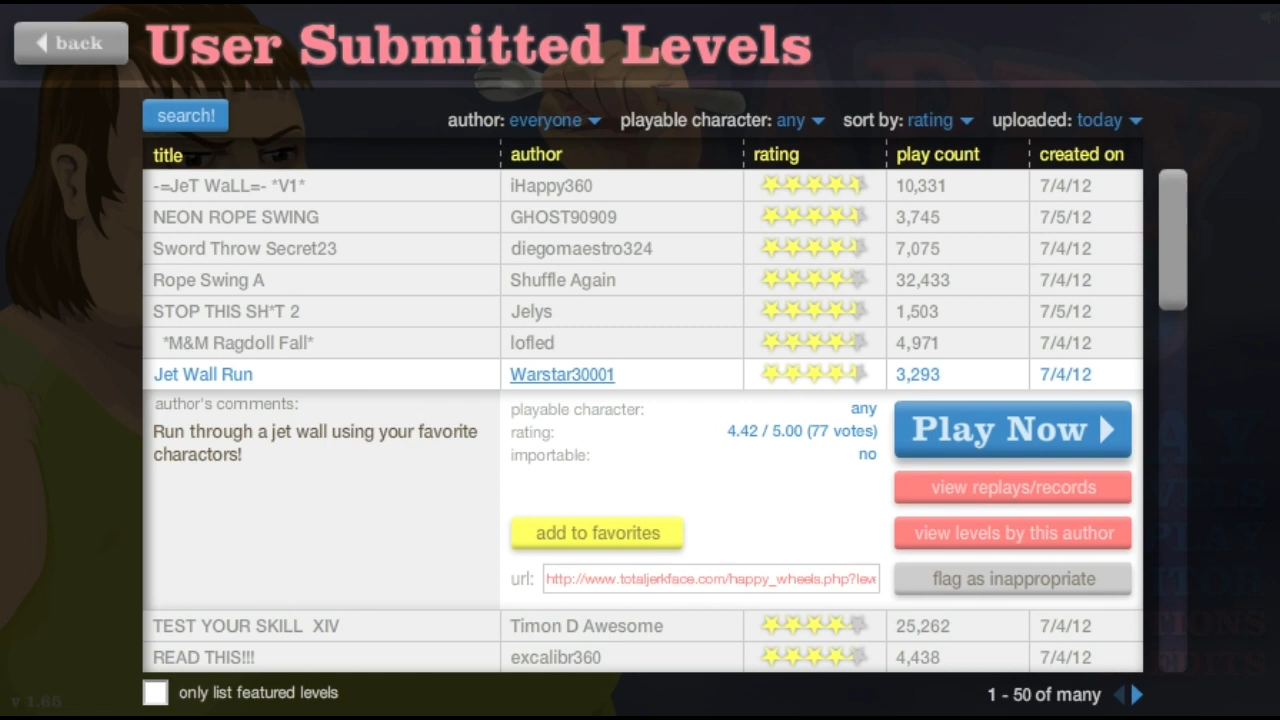 back
User Submitted Levels
search!
author: everyone playable character: any sort by: rating uploaded: today
title author rating play count created on
-=JeT WaLL=- *V1* iHappy360 10,331 7/4/12
NEON ROPE SWING GHOST90909 3,745 7/5/12
Sword Throw Secret23 diegomaestro324 7,075 7/4/12
Rope Swing A Shuffle Again 32,433 7/4/12
STOP THIS SH*T 2 Jelys 1,503 7/5/12
*M&M Ragdoll Fall* lofled 4,971 7/4/12
Jet Wall Run Warstar30001 3,293 7/4/12
author's comments:
Run through a jet wall using your favorite
charactors!
playable character: any
rating: 4.42 / 5.00 (77 votes)
importable: no
add to favorites
url: http://www.totaljerkface.com/happy_wheels.php?leve
Play Now
view replays/records
view levels by this author
flag as inappropriate
TEST YOUR SKILL XIV Timon D Awesome 25,262 7/4/12
READ THIS!!! excalibr360 4,438 7/4/12
only list featured levels 1 - 50 of many
v 1.65